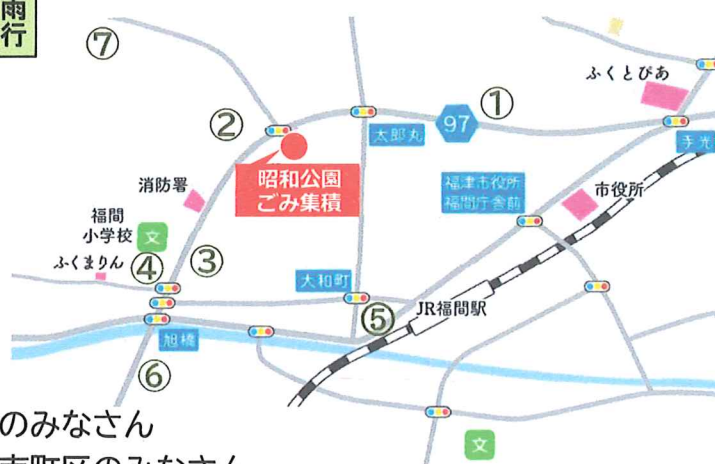 雨
行
⑦
ふくとぴあ
①
②
97
太郎丸
手光
昭和公園
ごみ集積
消防署
福津市役所
福間庁舎前
市役所
福間
小学校
文
③
ふくまりん
④
大和町
JR福間駅
⑤
旭橋
⑥
のみなさん
文